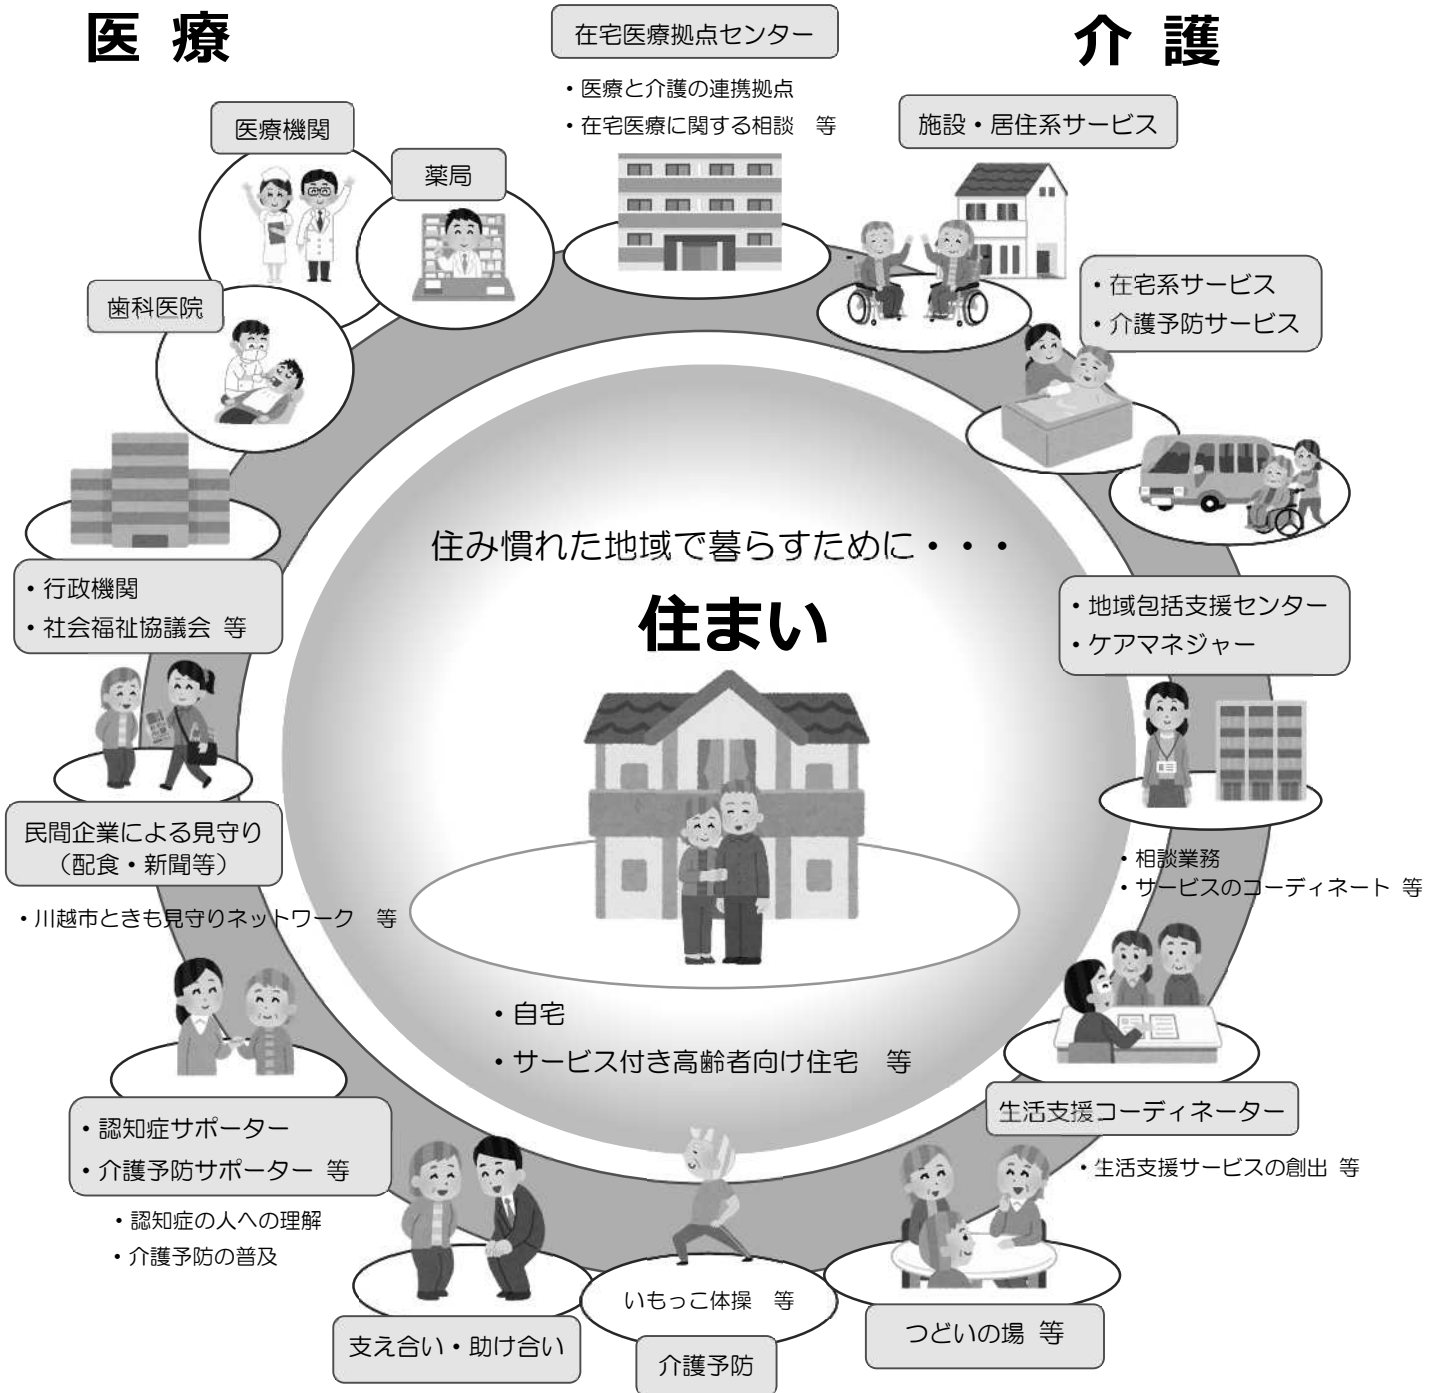 医療
介護
在宅医療拠点センター
・医療と介護の連携拠点
・在宅医療に関する相談　等
医療機関
薬局
歯科医院
施設・居住系サービス
・在宅系サービス
・介護予防サービス
・行政機関
・社会福祉協議会 等
住み慣れた地域で暮らすために・・・
住まい
・地域包括支援センター
・ケアマネジャー
・相談業務
・サービスのコーディネート 等
民間企業による見守り
（配食・新聞等）
・川越市ときも見守りネットワーク　等
・自宅
・サービス付き高齢者向け住宅　等
生活支援コーディネーター
・生活支援サービスの創出 等
・認知症サポーター
・介護予防サポーター 等
・認知症の人への理解
・介護予防の普及
支え合い・助け合い
いもっこ体操　等
介護予防
つどいの場 等